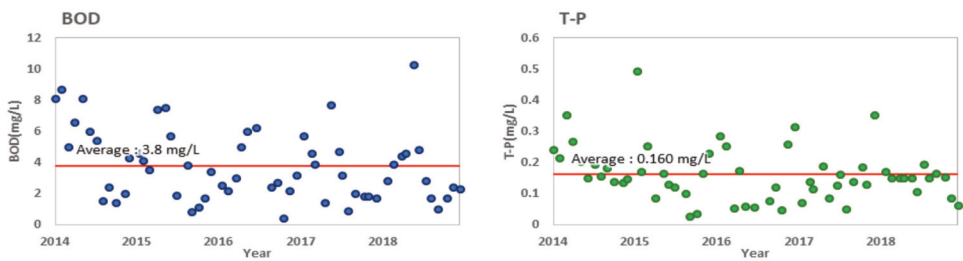 BOD
12
10
8
6
4
2
0
BOD(mg/L)
Average : 3.8 mg/L
2014 2015 2016 2017 2018
Year
T-P
0.6
0.5
0.4
0.3
0.2
0.1
0
T-P(mg/L)
Average : 0.160 mg/L
2014 2015 2016 2017 2018
Year